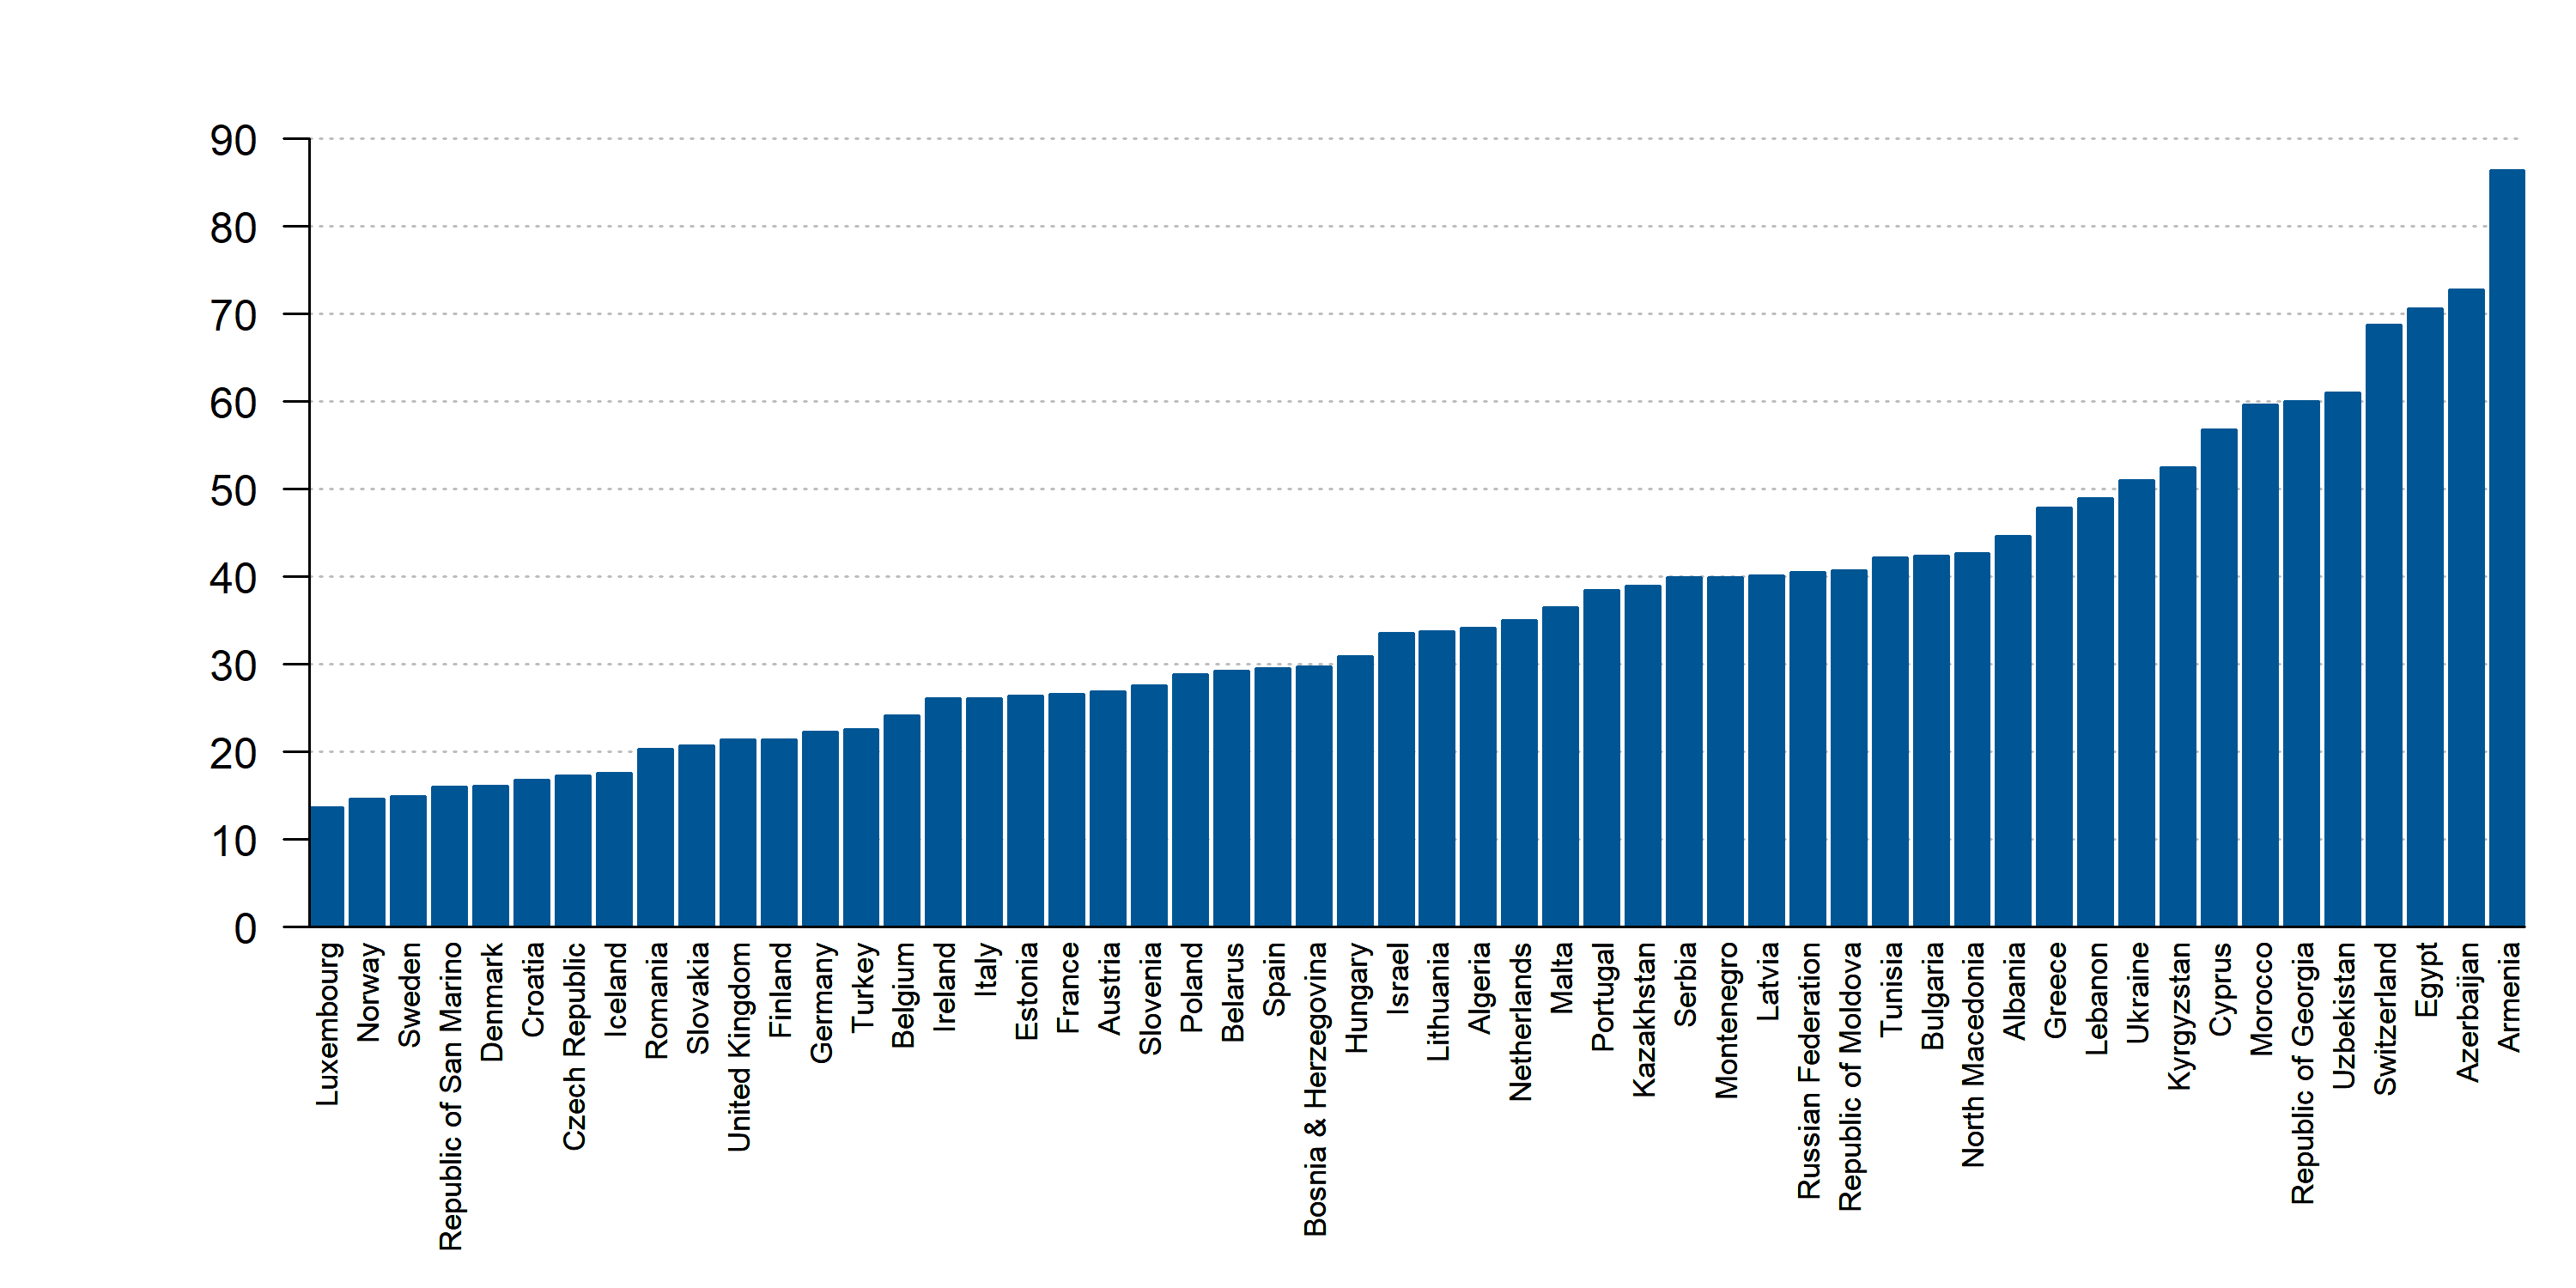 90
80
70
60
50
40
30
20
10
0
Luxembourg
Norway
Sweden
Republic of San Marino
Denmark
Croatia
Czech Republic
Iceland
Romania
Slovakia
United Kingdom
Finland
Germany
Turkey
Belgium
Ireland
Italy
Estonia
France
Austria
Slovenia
Poland
Belarus
Spain
Bosnia & Herzegovina
Hungary
Israel
Lithuania
Algeria
Netherlands
Malta
Portugal
Kazakhstan
Serbia
Montenegro
Latvia
Russian Federation
Republic of Moldova
Tunisia
Bulgaria
North Macedonia
Albania
Greece
Lebanon
Ukraine
Kyrgyzstan
Cyprus
Morocco
Republic of Georgia
Uzbekistan
Switzerland
Egypt
Azerbaijan
Armenia